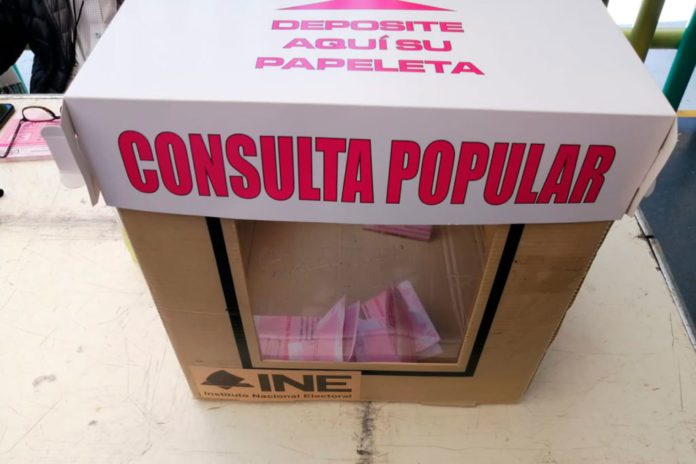 DEPOSITE
AQUÍ SU
PAPELETA
CONSULTA POPULAR
INE
Instituto Nacional Electoral